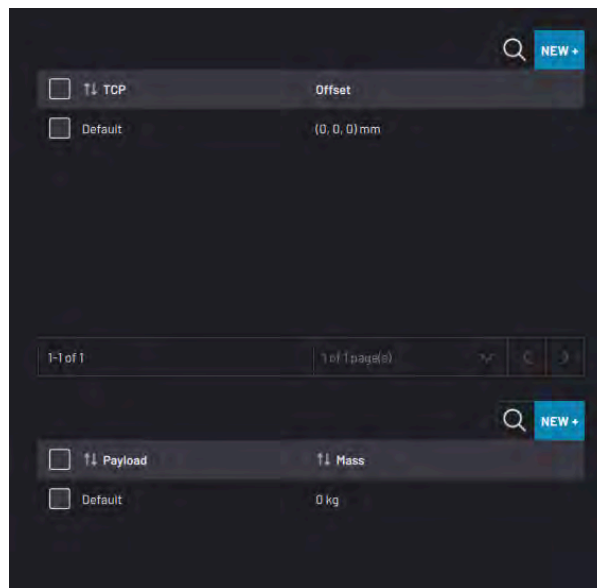 NEW +
↑↓ TCP Offset
Default (0, 0, 0) mm
1-1 of 1 1 of 1 page(s)
NEW +
↑↓ Payload ↑↓ Mass
Default 0 kg